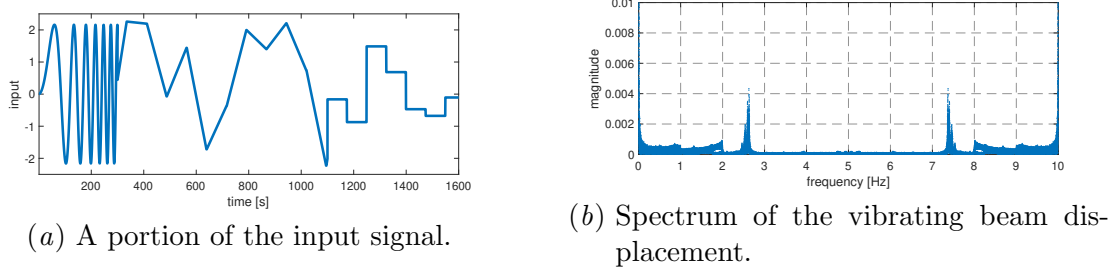 2
1
0
-1
-2
input
200 400 600 800 1000 1200 1400 1600
time [s]
(a) A portion of the input signal.
0.01
0.008
0.006
0.004
0.002
0
magnitude
0 1 2 3 4 5 6 7 8 9 10
frequency [Hz]
(b) Spectrum of the vibrating beam dis-
placement.